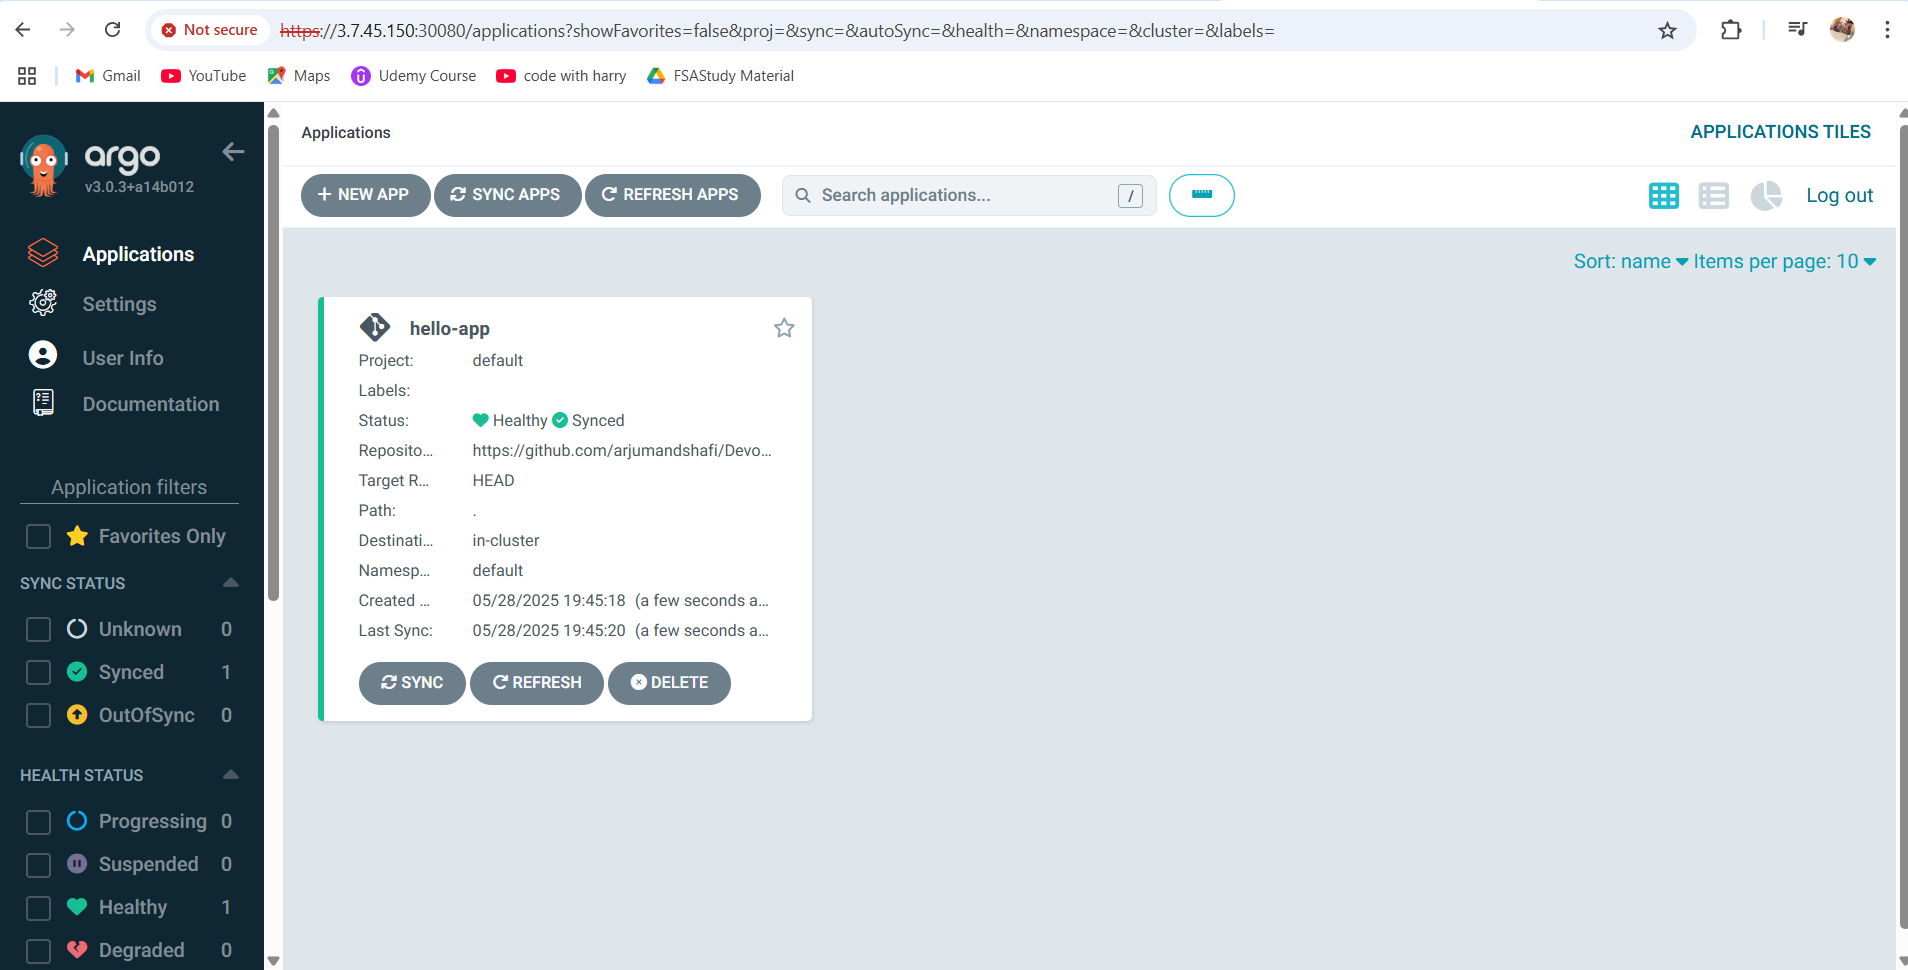 Not secure https://3.7.45.150:30080/applications?showFavorites=false&proj=&sync=&autoSync=&health=&namespace=&cluster=&labels=
Gmail YouTube Maps Udemy Course code with harry FSAStudy Material
argo
v3.0.3+a14b012
Applications
Settings
User Info
Documentation
Application filters
Favorites Only
SYNC STATUS
Unknown 0
Synced 1
OutOfSync 0
HEALTH STATUS
Progressing 0
Suspended 0
Healthy 1
Degraded 0
Applications APPLICATIONS TILES
+ NEW APP SYNC APPS REFRESH APPS Search applications... / Log out
Sort: name Items per page: 10
hello-app
Project: default
Labels:
Status: Healthy Synced
Reposito... https://github.com/arjumandshafi/Devo...
Target R... HEAD
Path: .
Destinati... in-cluster
Namesp... default
Created ... 05/28/2025 19:45:18 (a few seconds a...
Last Sync: 05/28/2025 19:45:20 (a few seconds a...
SYNC REFRESH DELETE